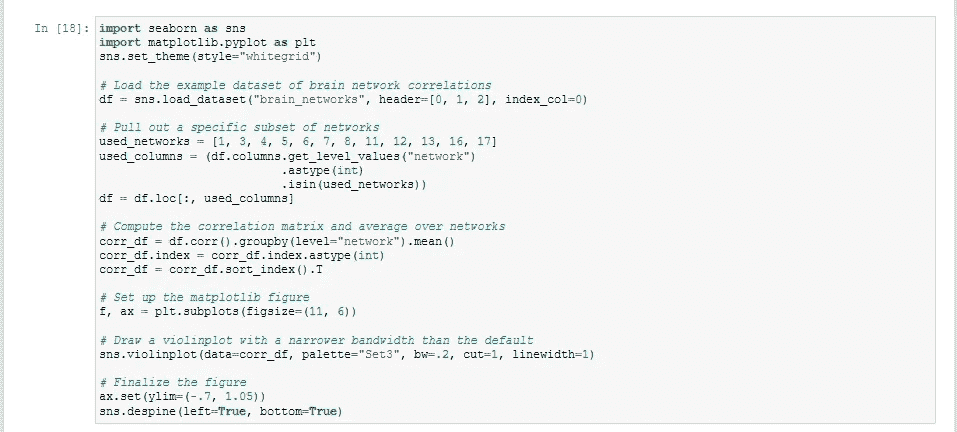 In [18]: import seaborn as sns
import matplotlib.pyplot as plt
sns.set_theme(style="whitegrid")
# Load the example dataset of brain network correlations
df = sns.load_dataset("brain_networks", header=[0, 1, 2], index_col=0)
# Pull out a specific subset of networks
used_networks = [1, 3, 4, 5, 6, 7, 8, 11, 12, 13, 16, 17]
used_columns = (df.columns.get_level_values("network")
.astype(int)
.isin(used_networks))
df = df.loc[:, used_columns]
# Compute the correlation matrix and average over networks
corr_df = df.corr().groupby(level="network").mean()
corr_df.index = corr_df.index.astype(int)
corr_df = corr_df.sort_index().T
# Set up the matplotlib figure
f, ax = plt.subplots(figsize=(11, 6))
# Draw a violinplot with a narrower bandwidth than the default
sns.violinplot(data=corr_df, palette="Set3", bw=.2, cut=1, linewidth=1)
# Finalize the figure
ax.set(ylim=(-.7, 1.05))
sns.despine(left=True, bottom=True)